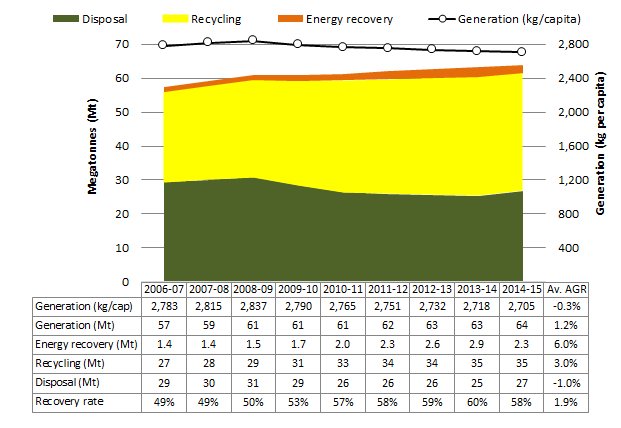 Disposal Recycling Energy recovery Generation (kg/capita)
70 2,800
60 2,400
50 2,000
40 1,600
30 1,200
20 800
10 400
0
Megatonnes (Mt)
Generation (kg percapita)
2006-07 2007-08 2008-09 2009-10 2010-11 2011-12 2012-13 2013-14 2014-15 Av. AGR
Generation (kg/cap) 2,783 2,815 2,837 2,790 2,765 2,751 2,732 2,718 2,705 -0.3%
Generation (Mt) 57 59 61 61 61 62 63 63 64 1.2%
Energy recovery (Mt) 1.4 1.4 1.5 1.7 2.0 2.3 2.6 2.9 2.3 6.0%
Recycling (Mt) 27 28 29 31 33 34 34 35 35 3.0%
Disposal (Mt) 29 30 31 29 26 26 26 25 27 -1.0%
Recovery rate 49% 49% 50% 53% 57% 58% 59% 60% 58% 1.9%